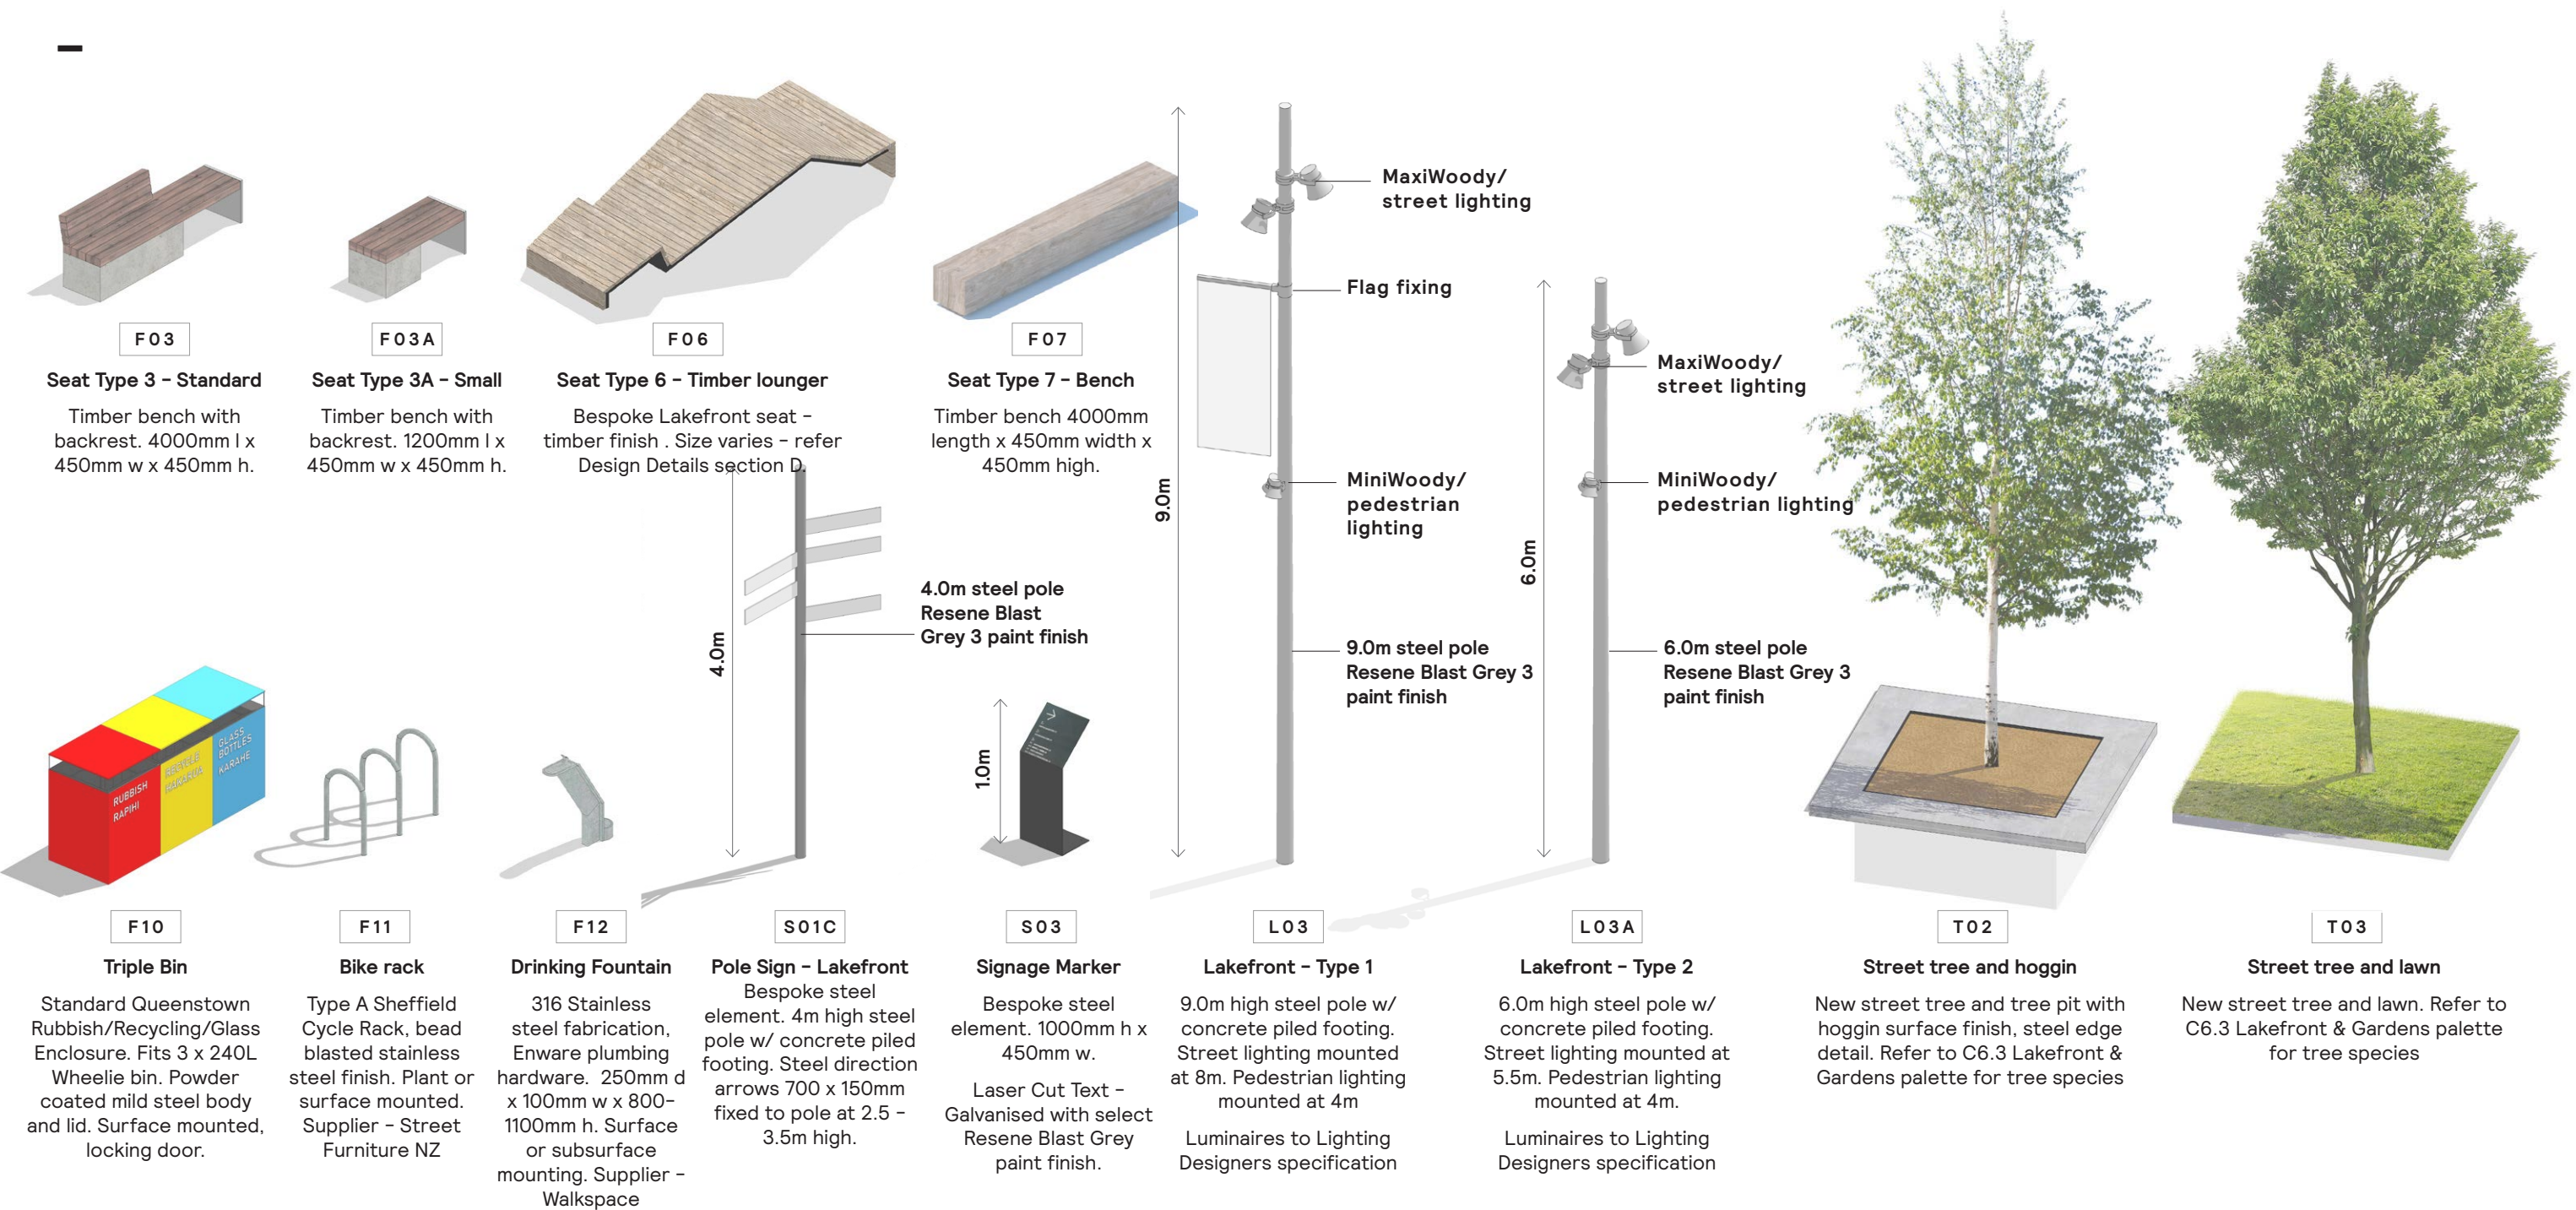 –
F03
Seat Type 3 – Standard
Timber bench with
backrest. 4000mm l x
450mm w x 450mm h.
F03A
Seat Type 3A – Small
Timber bench with
backrest. 1200mm l x
450mm w x 450mm h.
F06
Seat Type 6 – Timber lounger
Bespoke Lakefront seat –
timber finish . Size varies – refer
Design Details section D.
F07
Seat Type 7 – Bench
Timber bench 4000mm
length x 450mm width x
450mm high.
9.0m
MaxiWoody/
street lighting
Flag fixing
MiniWoody/
pedestrian
lighting
9.0m steel pole
Resene Blast Grey 3
paint finish
6.0m
MaxiWoody/
street lighting
MiniWoody/
pedestrian lighting
6.0m steel pole
Resene Blast Grey 3
paint finish
4.0m
4.0m steel pole
Resene Blast
Grey 3 paint finish
1.0m
RUBBISH
RAPIHI
RECYCLE
HAKARUA
GLASS
BOTTLES
KARAHE
F10
Triple Bin
Standard Queenstown
Rubbish/Recycling/Glass
Enclosure. Fits 3 x 240L
Wheelie bin. Powder
coated mild steel body
and lid. Surface mounted,
locking door.
F11
Bike rack
Type A Sheffield
Cycle Rack, bead
blasted stainless
steel finish. Plant or
surface mounted.
Supplier – Street
Furniture NZ
F12
Drinking Fountain
316 Stainless
steel fabrication,
Enware plumbing
hardware. 250mm d
x 100mm w x 800–
1100mm h. Surface
or subsurface
mounting. Supplier –
Walkspace
S01C
Pole Sign – Lakefront
Bespoke steel
element. 4m high steel
pole w/ concrete piled
footing. Steel direction
arrows 700 x 150mm
fixed to pole at 2.5 –
3.5m high.
S03
Signage Marker
Bespoke steel
element. 1000mm h x
450mm w.
Laser Cut Text –
Galvanised with select
Resene Blast Grey
paint finish.
L03
Lakefront – Type 1
9.0m high steel pole w/
concrete piled footing.
Street lighting mounted
at 8m. Pedestrian lighting
mounted at 4m
Luminaires to Lighting
Designers specification
L03A
Lakefront – Type 2
6.0m high steel pole w/
concrete piled footing.
Street lighting mounted at
5.5m. Pedestrian lighting
mounted at 4m.
Luminaires to Lighting
Designers specification
T02
Street tree and hoggin
New street tree and tree pit with
hoggin surface finish, steel edge
detail. Refer to C6.3 Lakefront &
Gardens palette for tree species
T03
Street tree and lawn
New street tree and lawn. Refer to
C6.3 Lakefront & Gardens palette
for tree species